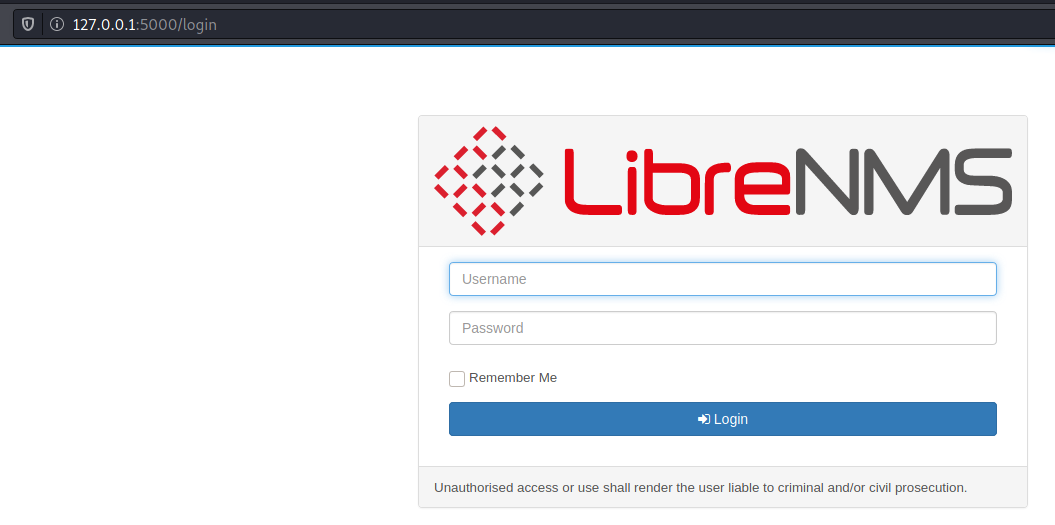 127.0.0.1:5000/login
LibreNMS
Username
Password
Remember Me
Login
Unauthorised access or use shall render the user liable to criminal and/or civil prosecution.